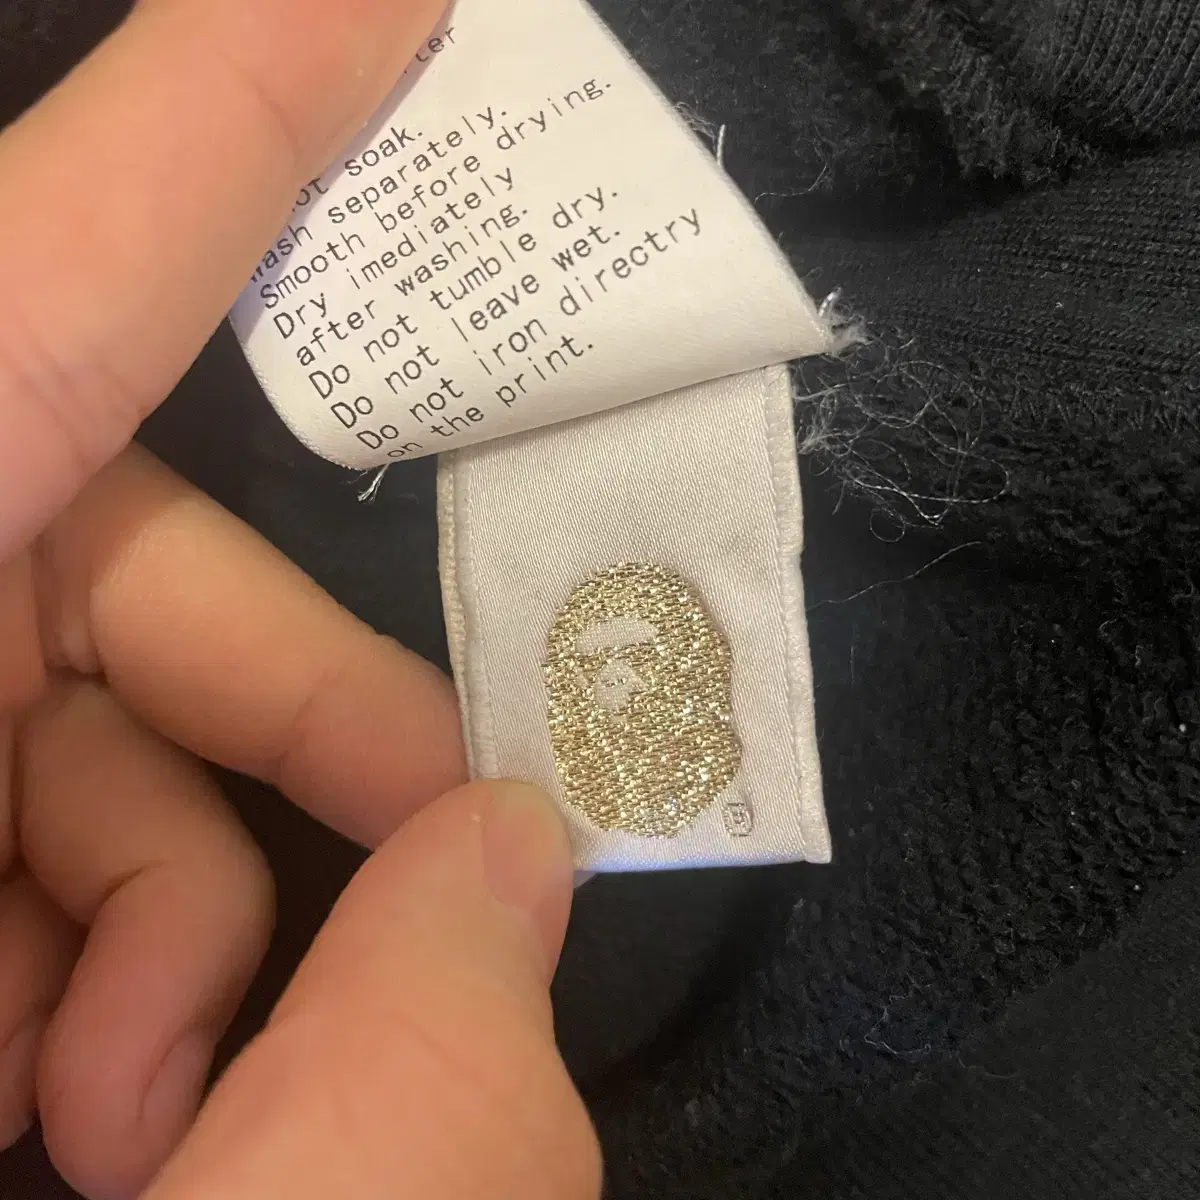 soak.
separately.
Smooth before drying.
Dry imediately
after washing.
Do not tumble dry.
Do not leave wet.
Do not iron directry
on the print.